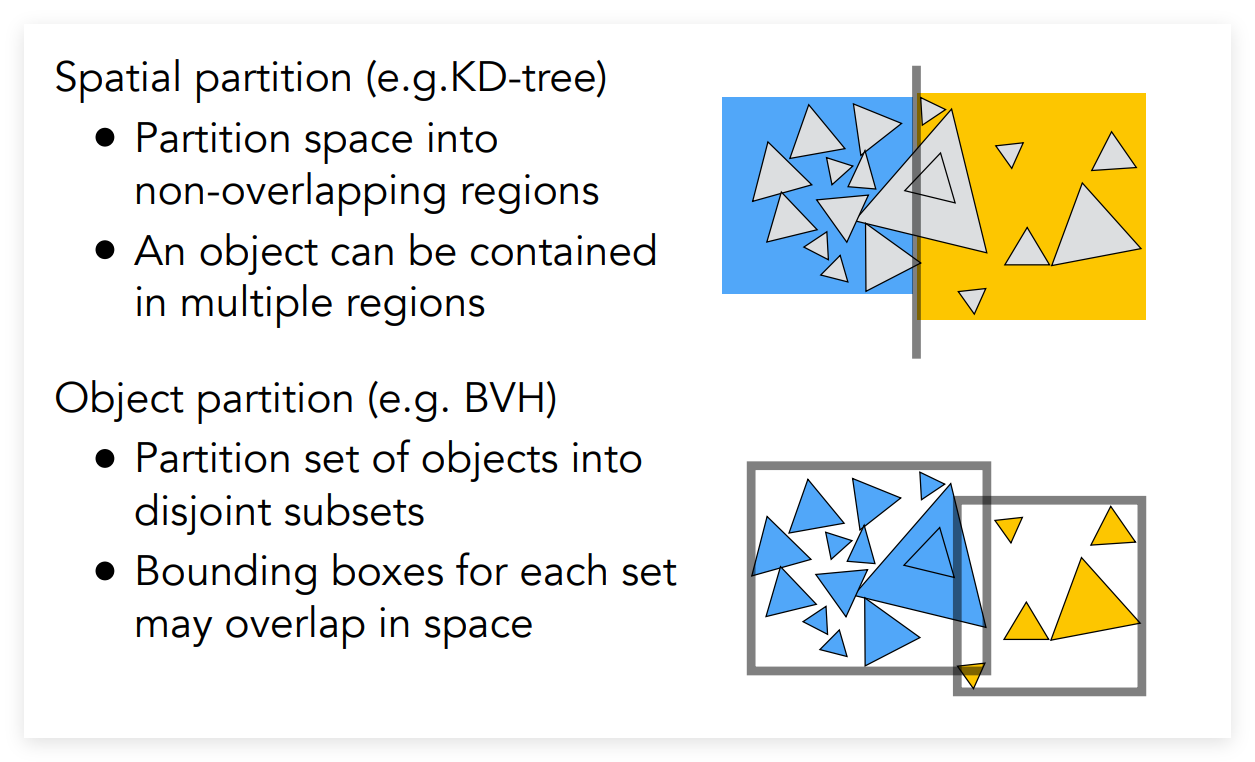 Spatial partition (e.g.KD-tree)
● Partition space into
non-overlapping regions
● An object can be contained
in multiple regions
Object partition (e.g. BVH)
● Partition set of objects into
disjoint subsets
● Bounding boxes for each set
may overlap in space